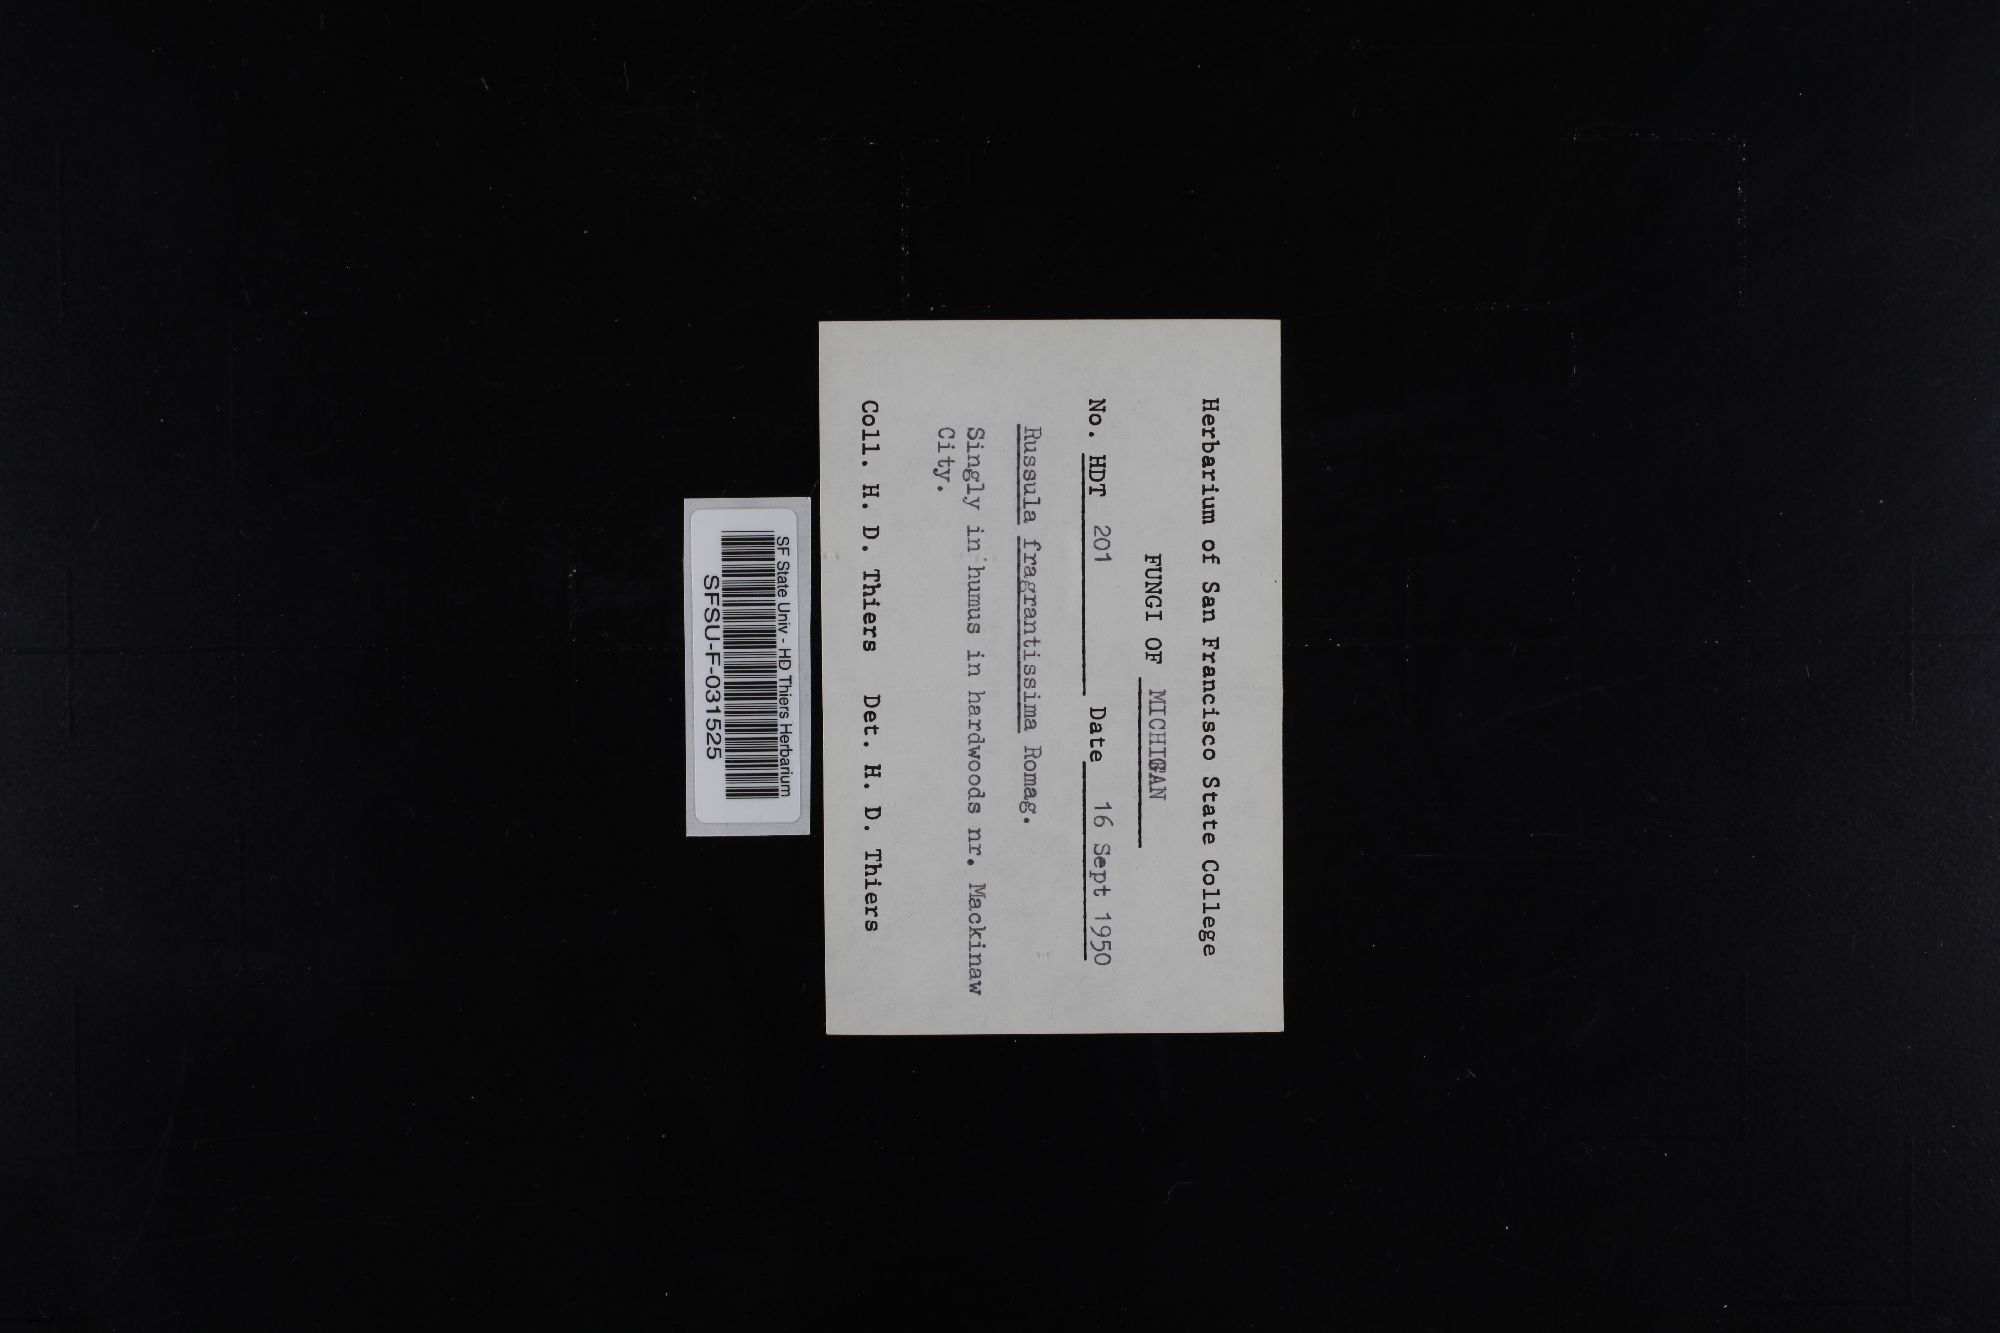 Herbarium of San Francisco State College
FUNGI OF MICHIGAN
No. HDT 201 Date 16 Sept 1950
Russula fragrantissima Romag.
Singly in humus in hardwoods nr. Mackinaw
City.
Coll. H. D. Thiers Det. H. D. Thiers
SF State Univ - HD Thiers Herbarium
SFSU-F-031525